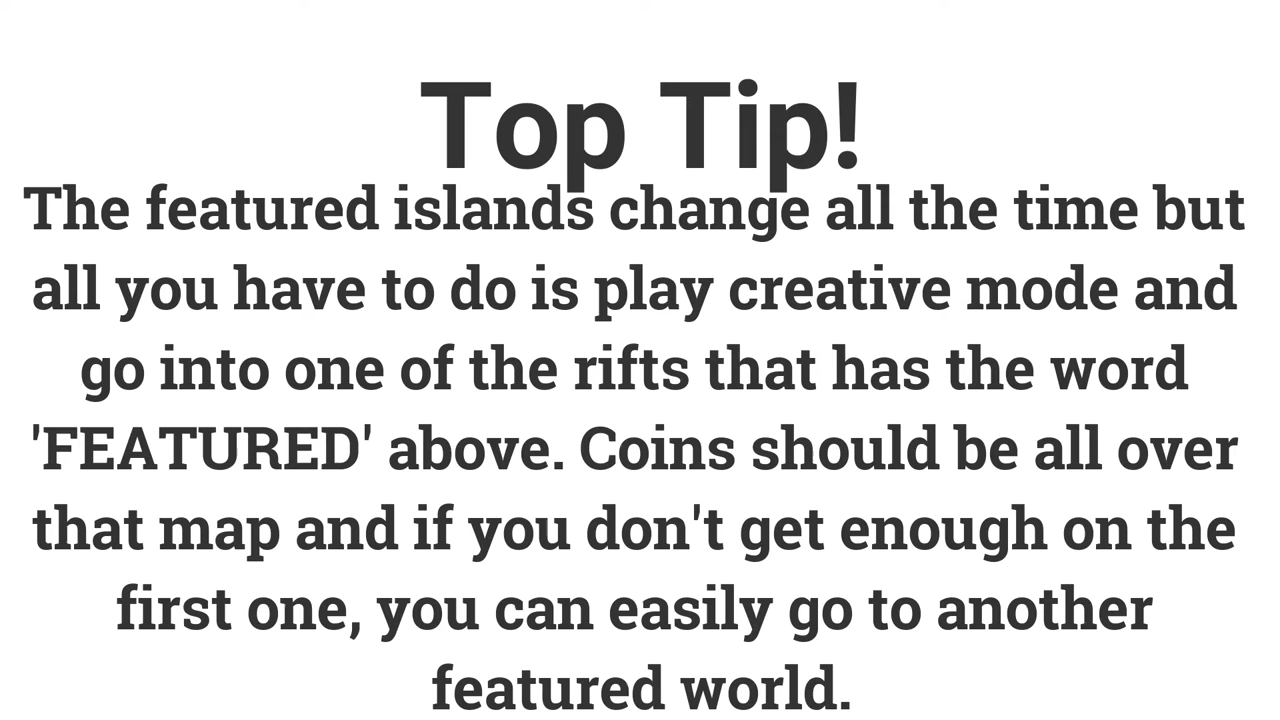 Top Tip!
The featured islands change all the time but
all you have to do is play creative mode and
go into one of the rifts that has the word
'FEATURED' above. Coins should be all over
that map and if you don't get enough on the
first one, you can easily go to another
featured world.